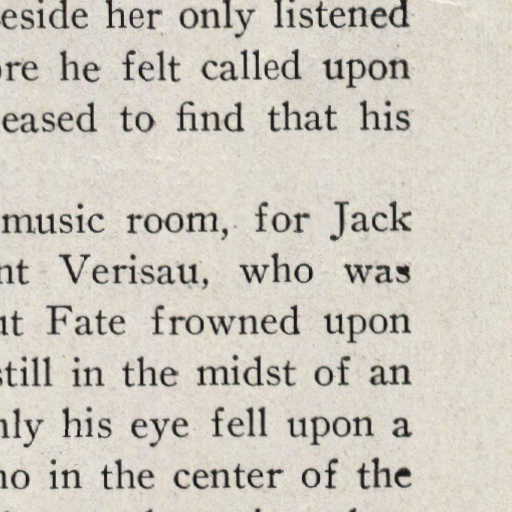 eside her only listened
re he felt called upon
eased to find that his
music room, for Jack
nt Verisau, who was
ut Fate frowned upon
still in the midst of an
nly his eye fell upon a
no in the center of the